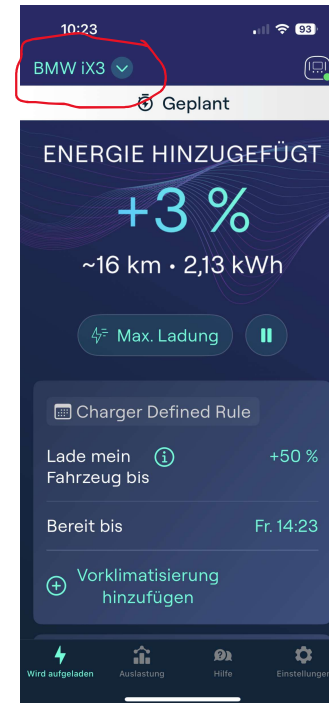 10:23
93
BMW iX3
Geplant
ENERGIE HINZUGEFÜGT
+3 %
~16 km • 2,13 kWh
Max. Ladung
Charger Defined Rule
Lade mein
Fahrzeug bis
+50 %
Bereit bis
Fr. 14:23
Vorklimatisierung
hinzufügen
Wird aufgeladen
Auslastung
Hilfe
Einstellungen